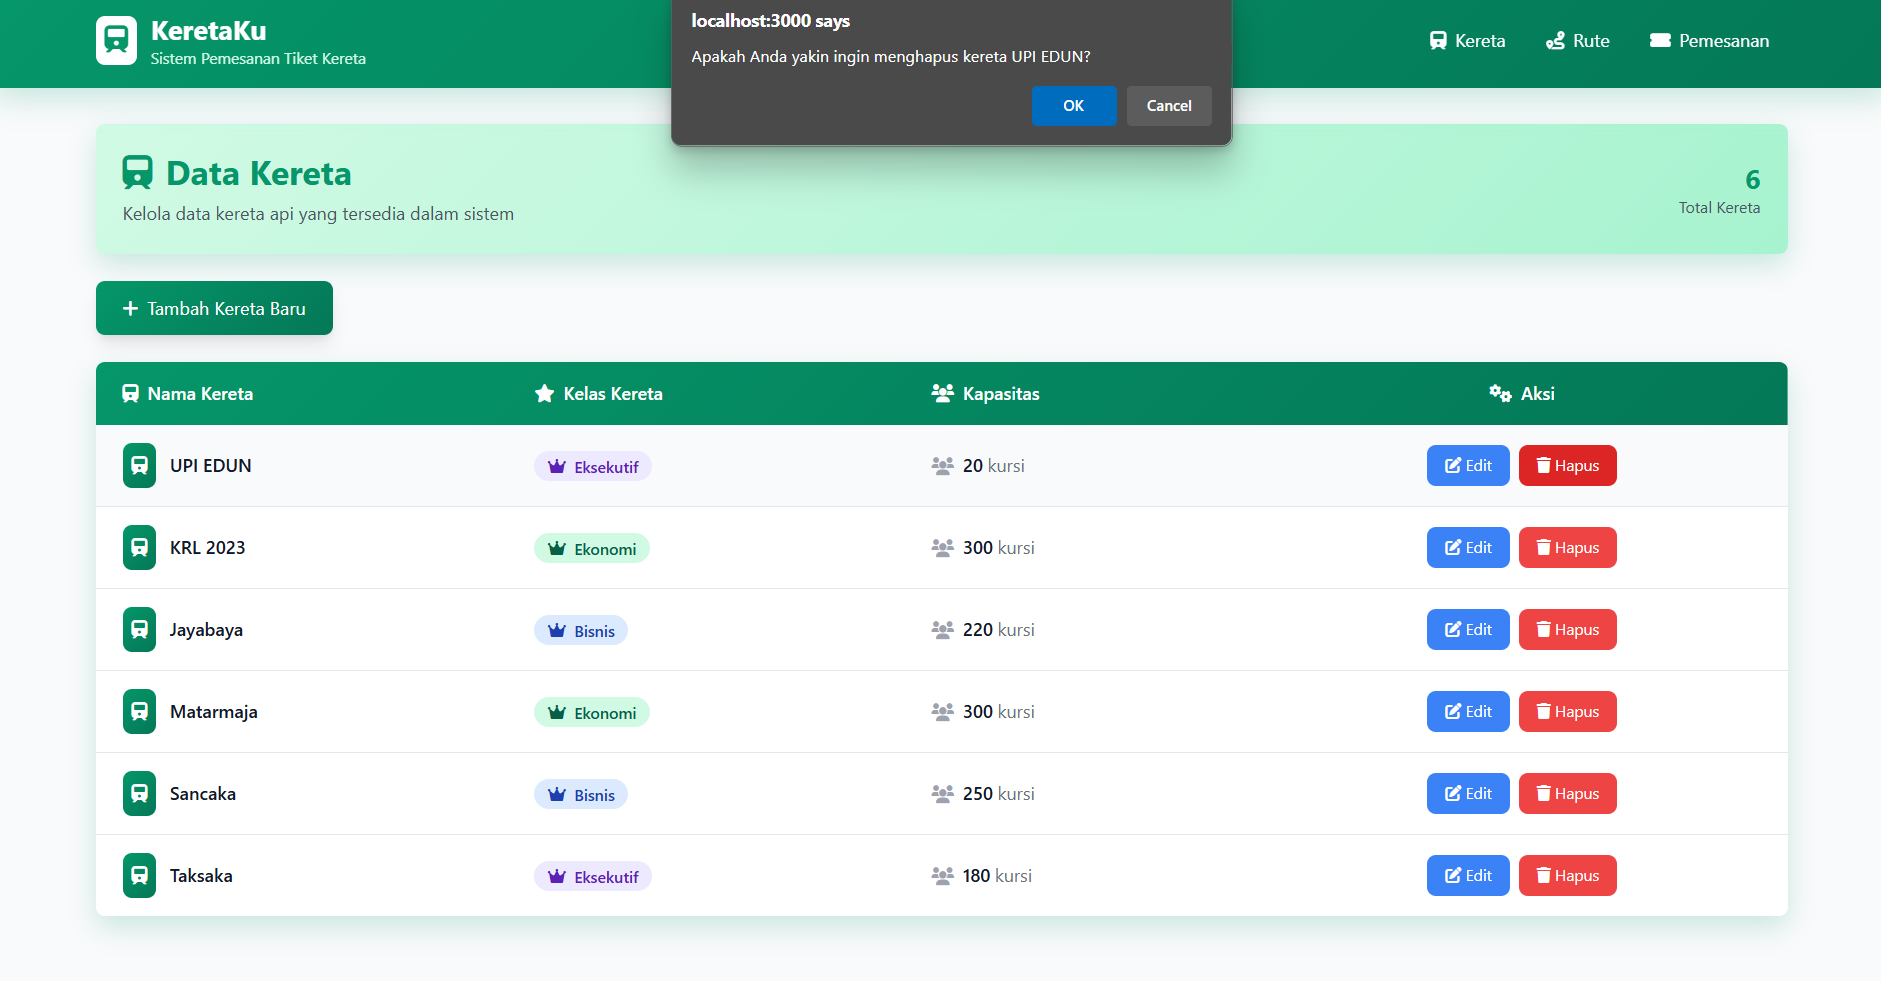 KeretaKu
Sistem Pemesanan Tiket Kereta
localhost:3000 says
Apakah Anda yakin ingin menghapus kereta UPI EDUN?
OK Cancel
Kereta Rute Pemesanan
Data Kereta
Kelola data kereta api yang tersedia dalam sistem
6
Total Kereta
+ Tambah Kereta Baru
Nama Kereta Kelas Kereta Kapasitas Aksi
UPI EDUN Eksekutif 20 kursi Edit Hapus
KRL 2023 Ekonomi 300 kursi Edit Hapus
Jayabaya Bisnis 220 kursi Edit Hapus
Matarmaja Ekonomi 300 kursi Edit Hapus
Sancaka Bisnis 250 kursi Edit Hapus
Taksaka Eksekutif 180 kursi Edit Hapus